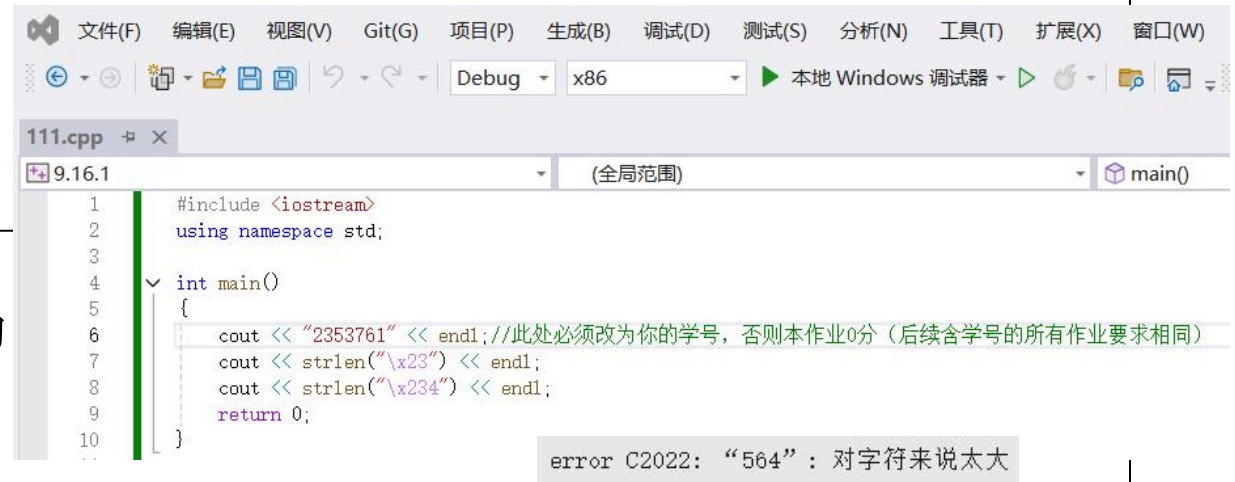 文件(F) 编辑(E) 视图(V) Git(G) 项目(P) 生成(B) 调试(D) 测试(S) 分析(N) 工具(T) 扩展(X) 窗口(W)
Debug x86 本地 Windows 调试器
111.cpp
9.16.1 (全局范围) main()
1 #include <iostream>
2 using namespace std;
3
4 int main()
5 {
6 cout << "2353761" << endl;//此处必须改为你的学号，否则本作业0分（后续含学号的所有作业要求相同）
7 cout << strlen("\x23") << endl;
8 cout << strlen("\x234") << endl;
9 return 0;
10 }
error C2022: “564”: 对字符来说太大